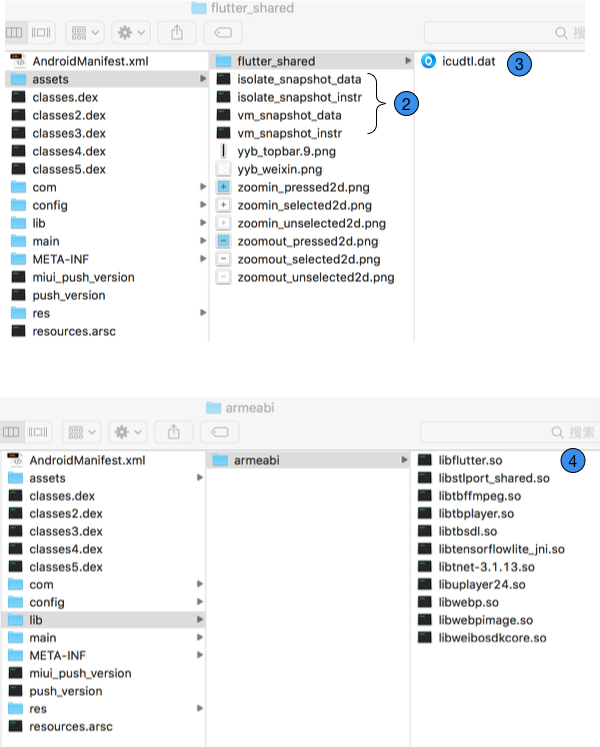 flutter_shared
搜
AndroidManifest.xml
assets
classes.dex
classes2.dex
classes3.dex
classes4.dex
classes5.dex
com
config
lib
main
META-INF
miui_push_version
push_version
res
resources.arsc
flutter_shared
isolate_snapshot_data
isolate_snapshot_instr
vm_snapshot_data
vm_snapshot_instr
yyb_topbar.9.png
yyb_weixin.png
zoomin_pressed2d.png
zoomin_selected2d.png
zoomin_unselected2d.png
zoomout_pressed2d.png
zoomout_selected2d.png
zoomout_unselected2d.png
2
icudtl.dat
3
armeabi
搜索
AndroidManifest.xml
assets
classes.dex
classes2.dex
classes3.dex
classes4.dex
classes5.dex
com
config
lib
main
META-INF
miui_push_version
push_version
res
resources.arsc
armeabi
libflutter.so
4
libstlport_shared.so
libtbffmpeg.so
libtbplayer.so
libtbsdl.so
libtensorflowlite_jni.so
libtnet-3.1.13.so
libuplayer24.so
libwebp.so
libwebpimage.so
libweibosdkcore.so